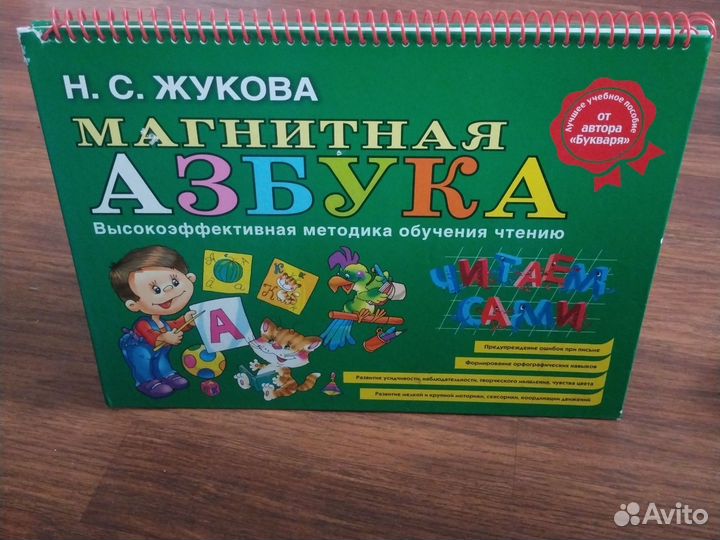 Н. С. ЖУКОВА
МАГНИТНАЯ
АЗБУКА
Высокоэффективная методика обучения чтению
Лучшее учебное пособие
от
автора
«Букваря»
А
ЧИТАЕМ
САМИ
Предупреждение ошибок при письме
Формирование орфографических навыков
Развитие усидчивости, наблюдательности, творческого мышления, чувства цвета
Развитие мелкой и крупной моторики, сенсорики, координации движений
Avito